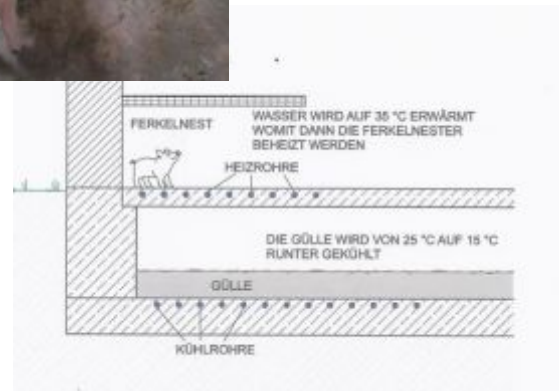 FERKELNEST
WASSER WIRD AUF 35 °C ERWÄRMT
WOMIT DANN DIE FERKELNESTER
BEHEIZT WERDEN
HEIZROHRE
DIE GÜLLE WIRD VON 25 °C AUF 15 °C
RUNTER GEKÜHLT
GÜLLE
KÜHLROHRE